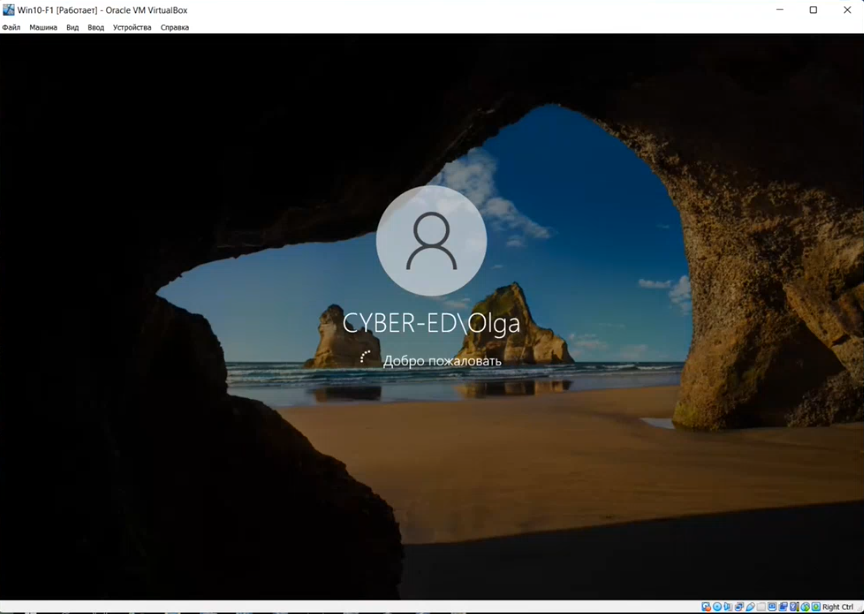 Win10-F1 [Работает] - Oracle VM VirtualBox
Файл Машина Вид Ввод Устройства Справка
CYBER-ED\Olga
Добро пожаловать
Right Ctrl